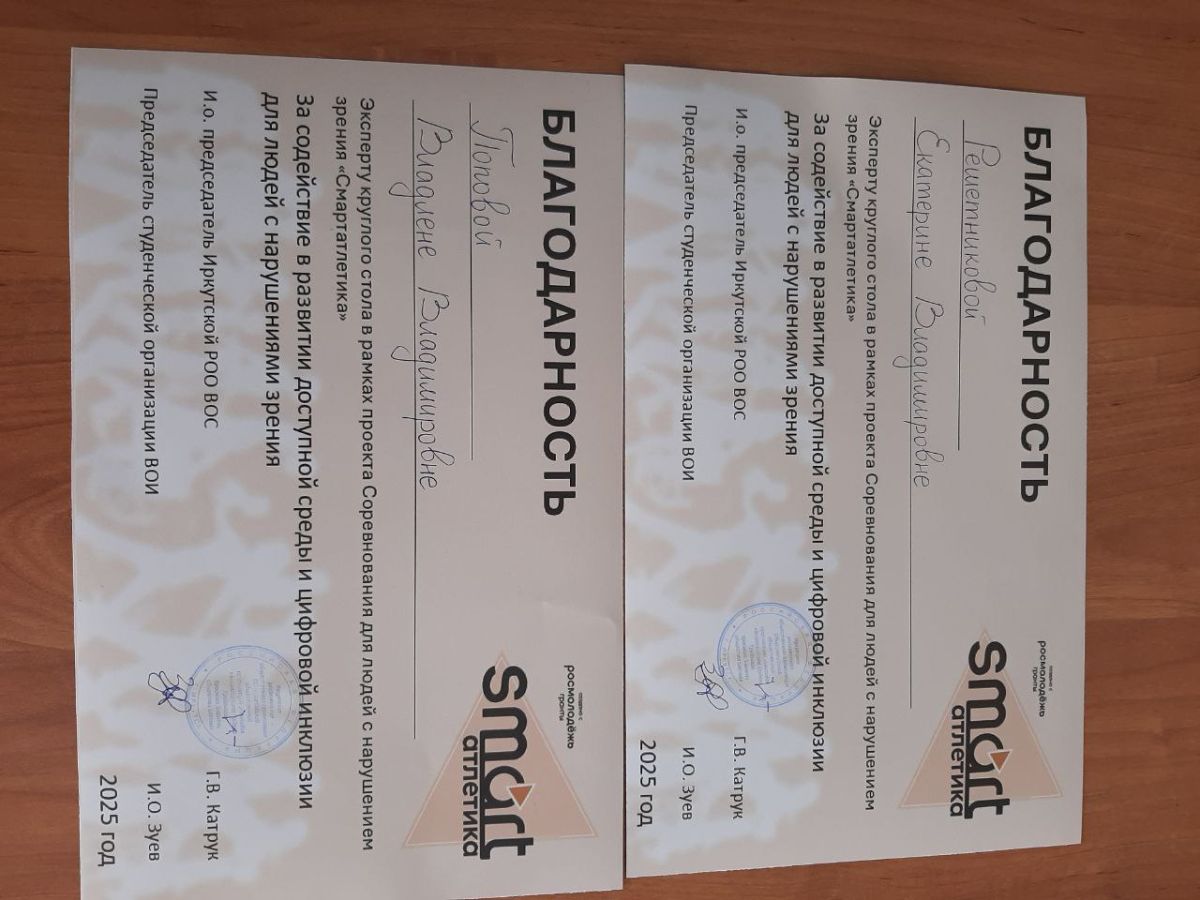 БЛАГОДАРНОСТЬ
создано с
росмолодёжь
гранты
smart
атлетика
Решетниковой
Екатерине Владимировне
Эксперту круглого стола в рамках проекта Соревнования для людей с нарушением
зрения «Смартатлетика»
За содействие в развитии доступной среды и цифровой инклюзии
для людей с нарушениями зрения
И.о. председатель Иркутской РОО ВОС
Г.В. Катрук
Председатель студенческой организации ВОИ
И.О. Зуев
2025 год
БЛАГОДАРНОСТЬ
создано с
росмолодёжь
гранты
smart
атлетика
Поповой
Владлене Владимировне
Эксперту круглого стола в рамках проекта Соревнования для людей с нарушением
зрения «Смартатлетика»
За содействие в развитии доступной среды и цифровой инклюзии
для людей с нарушениями зрения
И.о. председатель Иркутской РОО ВОС
Г.В. Катрук
Председатель студенческой организации ВОИ
И.О. Зуев
2025 год